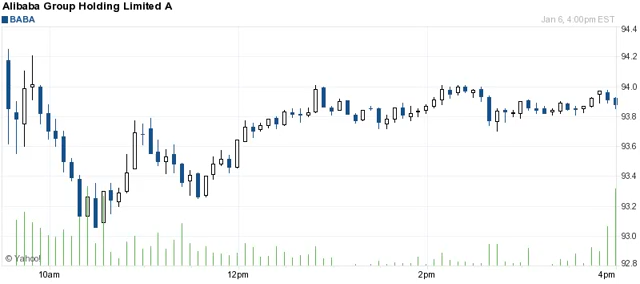 Alibaba Group Holding Limited A
BABA Jan 6, 4:00pm EST
94.4
94.2
94.0
93.8
93.6
93.4
93.2
93.0
92.8
© Yahoo!
10am 12pm 2pm 4pm